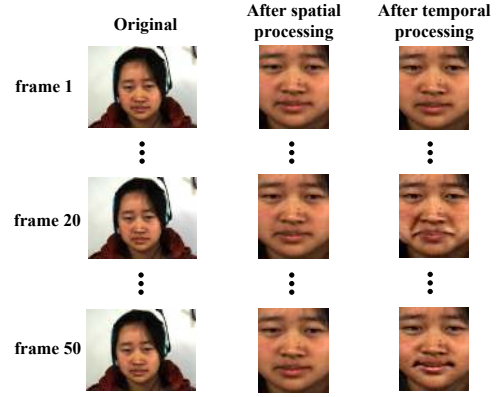 Original
After spatial
processing
After temporal
processing
frame 1
frame 20
frame 50